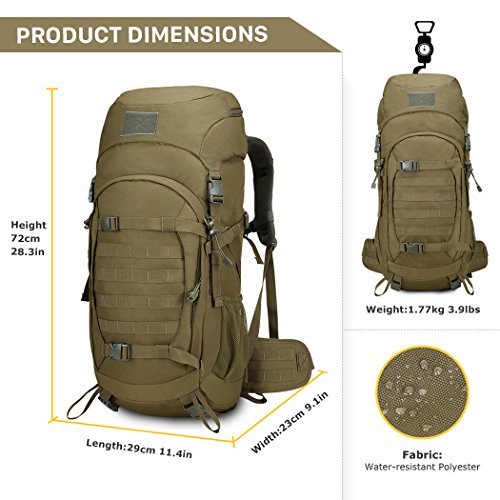 PRODUCT DIMENSIONS
Height
72cm
28.3in
Length:29cm 11.4in
Width:23cm 9.1in
Weight:1.77kg 3.9lbs
Fabric:
Water-resistant Polyester